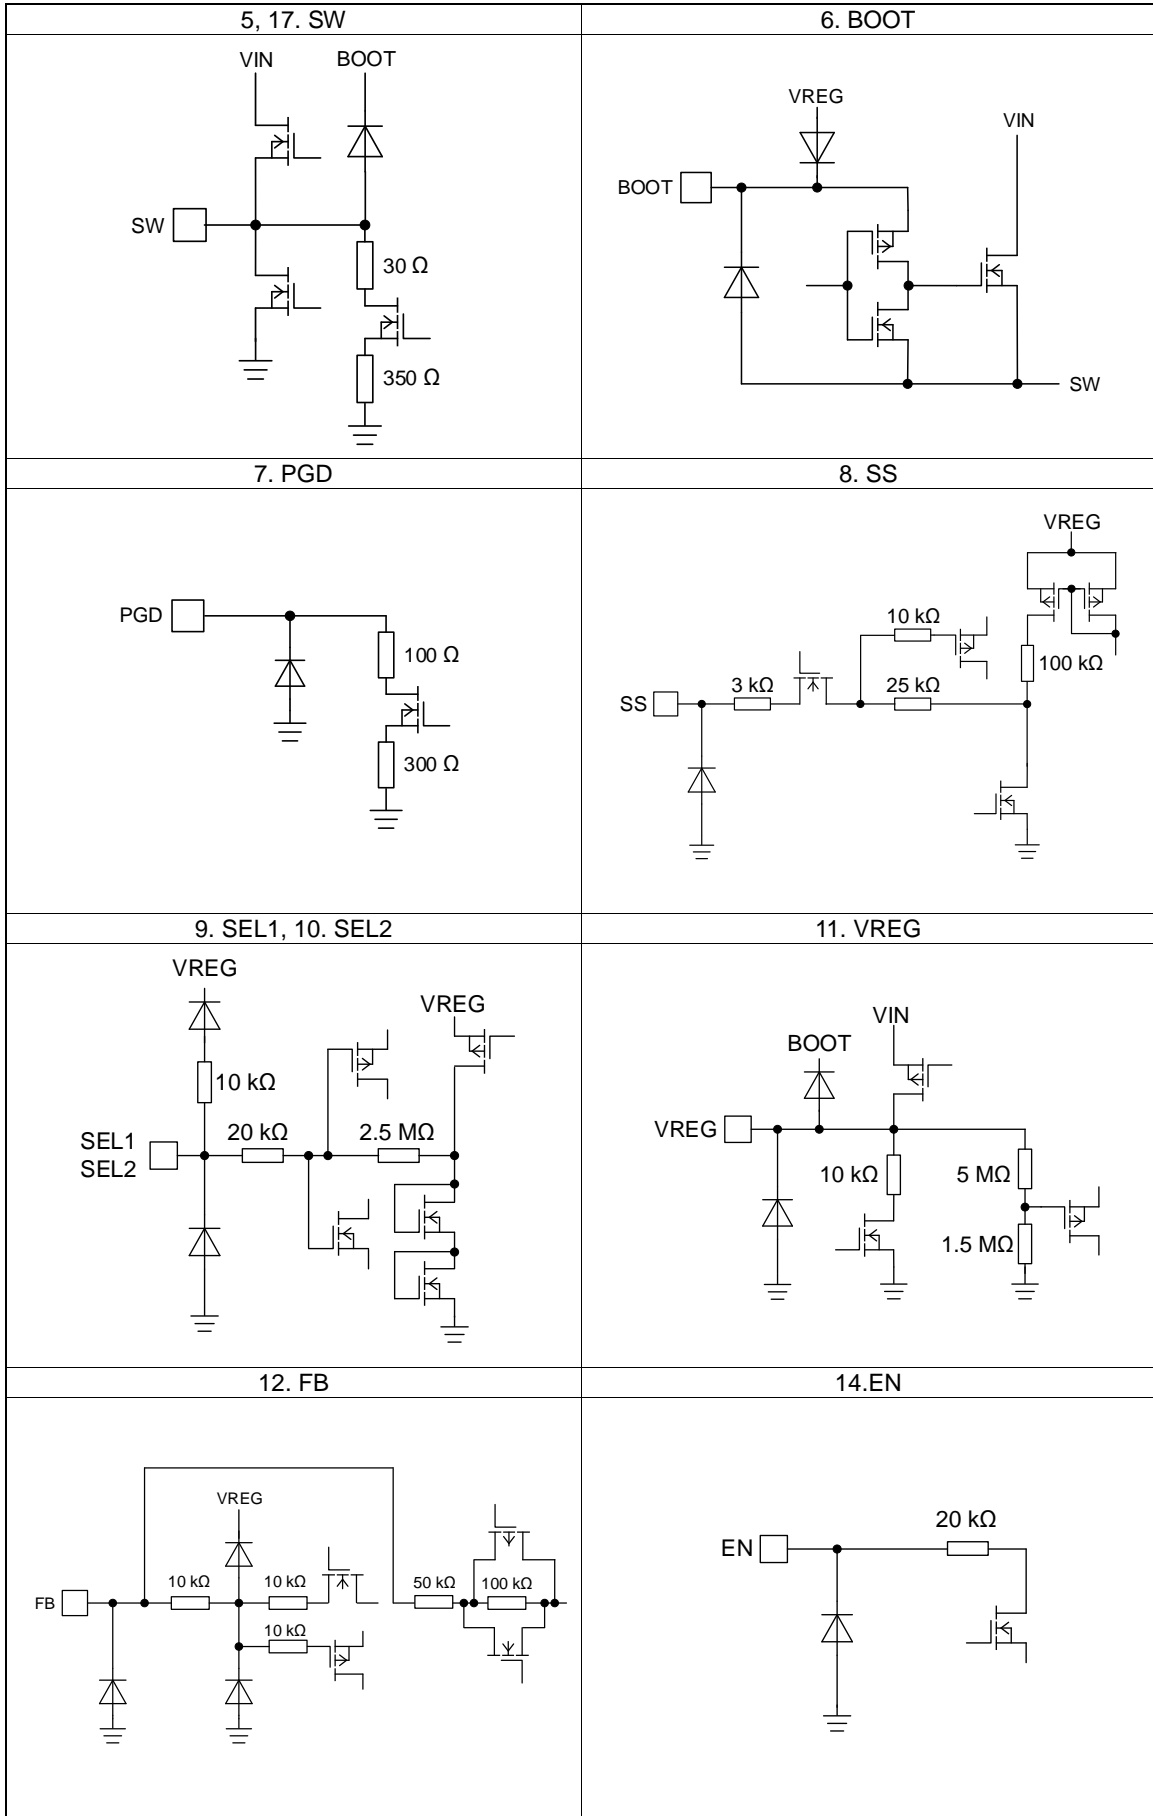 5, 17. SW
6. BOOT
VIN
BOOT
SW
30 Ω
350 Ω
VREG
VIN
BOOT
SW
7. PGD
8. SS
PGD
100 Ω
300 Ω
VREG
10 kΩ
100 kΩ
3 kΩ
25 kΩ
SS
9. SEL1, 10. SEL2
11. VREG
VREG
VREG
10 kΩ
SEL1
SEL2
20 kΩ
2.5 MΩ
VIN
BOOT
VREG
10 kΩ
5 MΩ
1.5 MΩ
12. FB
14.EN
VREG
FB
10 kΩ
10 kΩ
50 kΩ
100 kΩ
10 kΩ
EN
20 kΩ